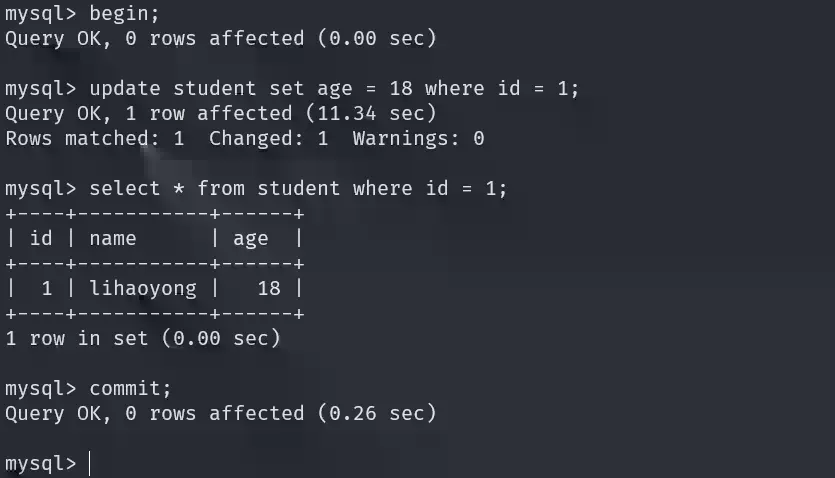 mysql> begin;
Query OK, 0 rows affected (0.00 sec)
mysql> update student set age = 18 where id = 1;
Query OK, 1 row affected (11.34 sec)
Rows matched: 1  Changed: 1  Warnings: 0
mysql> select * from student where id = 1;
+----+-----------+------+
| id | name      | age  |
+----+-----------+------+
|  1 | lihaoyong |   18 |
+----+-----------+------+
1 row in set (0.00 sec)
mysql> commit;
Query OK, 0 rows affected (0.26 sec)
mysql>